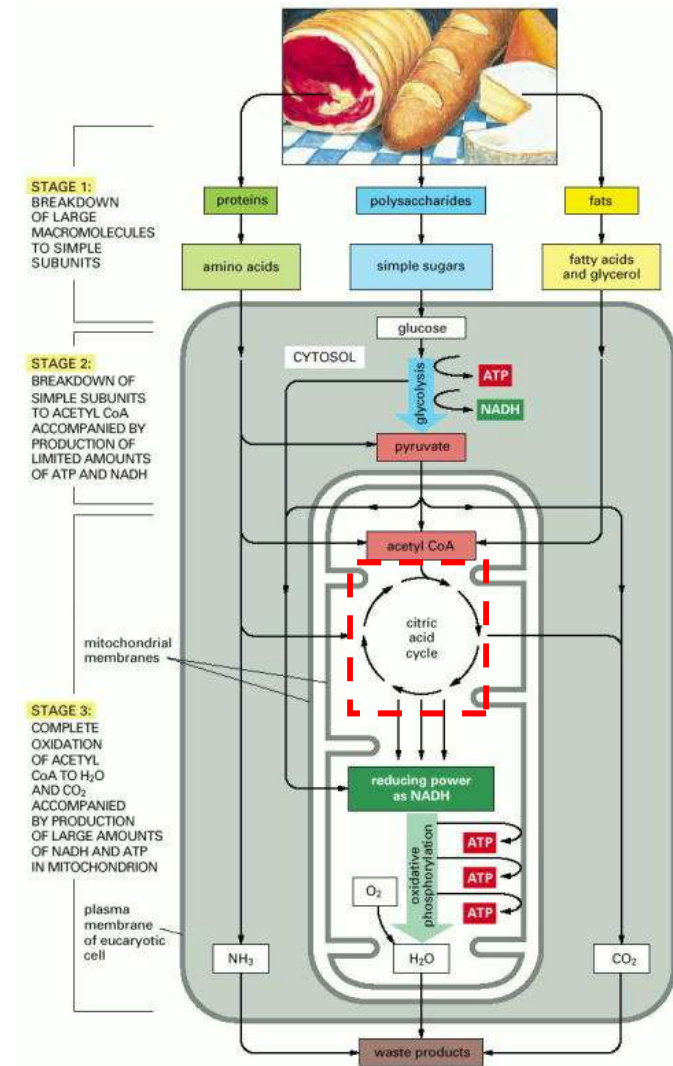 STAGE 1:
BREAKDOWN
OF LARGE
MACROMOLECULES
TO SIMPLE
SUBUNITS
proteins
polysaccharides
fats
amino acids
simple sugars
fatty acids
and glycerol
glucose
CYTOSOL
STAGE 2:
BREAKDOWN OF
SIMPLE SUBUNITS
TO ACETYL CoA
ACCOMPANIED BY
PRODUCTION OF
LIMITED AMOUNTS
OF ATP AND NADH
glycolysis
ATP
NADH
pyruvate
acetyl CoA
citric
acid
cycle
mitochondrial
membranes
STAGE 3:
COMPLETE
OXIDATION
OF ACETYL
CoA TO H₂O
AND CO₂
ACCOMPANIED
BY PRODUCTION
OF LARGE AMOUNTS
OF NADH AND ATP
IN MITOCHONDRION
reducing power
as NADH
oxidative
phosphorylation
ATP
ATP
ATP
O₂
plasma
membrane
of eucaryotic
cell
NH₃
H₂O
CO₂
waste products